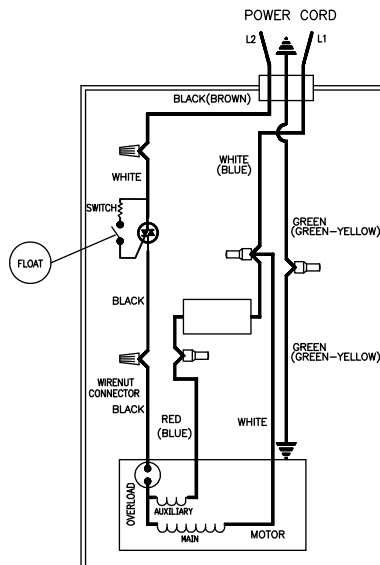 POWER CORD
L2
L1
BLACK(BROWN)
WHITE
(BLUE)
WHITE
SWITCH
GREEN
(GREEN-YELLOW)
FLOAT
BLACK
GREEN
(GREEN-YELLOW)
WIRENUT
CONNECTOR
BLACK
RED
(BLUE)
WHITE
OVERLOAD
AUXILIARY
MAIN
MOTOR